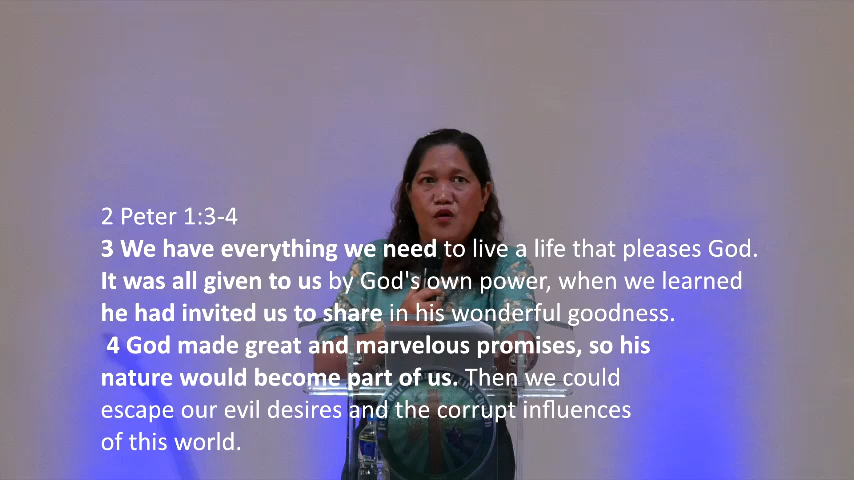 2 Peter 1:3-4
3 We have everything we need to live a life that pleases God.
It was all given to us by God's own power, when we learned
he had invited us to share in his wonderful goodness.
4 God made great and marvelous promises, so his
nature would become part of us. Then we could
escape our evil desires and the corrupt influences
of this world.